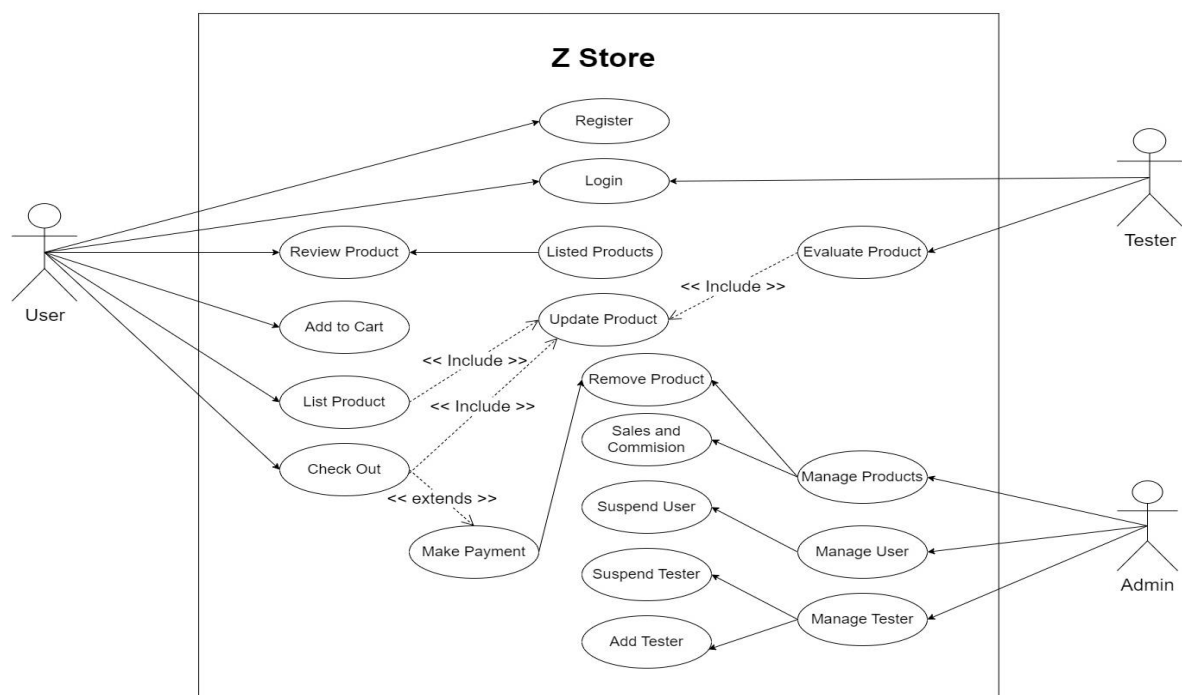 Z Store
Register
Login
Review Product
Listed Products
Evaluate Product
Tester
<< Include >>
User
Add to Cart
Update Product
<< Include >>
Remove Product
List Product
<< Include >>
Sales and
Commision
Check Out
Manage Products
<< extends >>
Suspend User
Make Payment
Manage User
Suspend Tester
Admin
Manage Tester
Add Tester